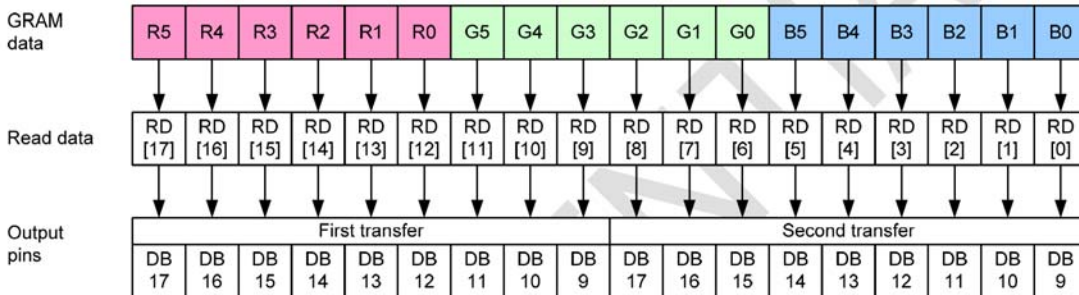 GRAM data
R5 R4 R3 R2 R1 R0 G5 G4 G3 G2 G1 G0 B5 B4 B3 B2 B1 B0
Read data
RD [17] RD [16] RD [15] RD [14] RD [13] RD [12] RD [11] RD [10] RD [9] RD [8] RD [7] RD [6] RD [5] RD [4] RD [3] RD [2] RD [1] RD [0]
Output pins
First transfer Second transfer
DB 17 DB 16 DB 15 DB 14 DB 13 DB 12 DB 11 DB 10 DB 9 DB 17 DB 16 DB 15 DB 14 DB 13 DB 12 DB 11 DB 10 DB 9